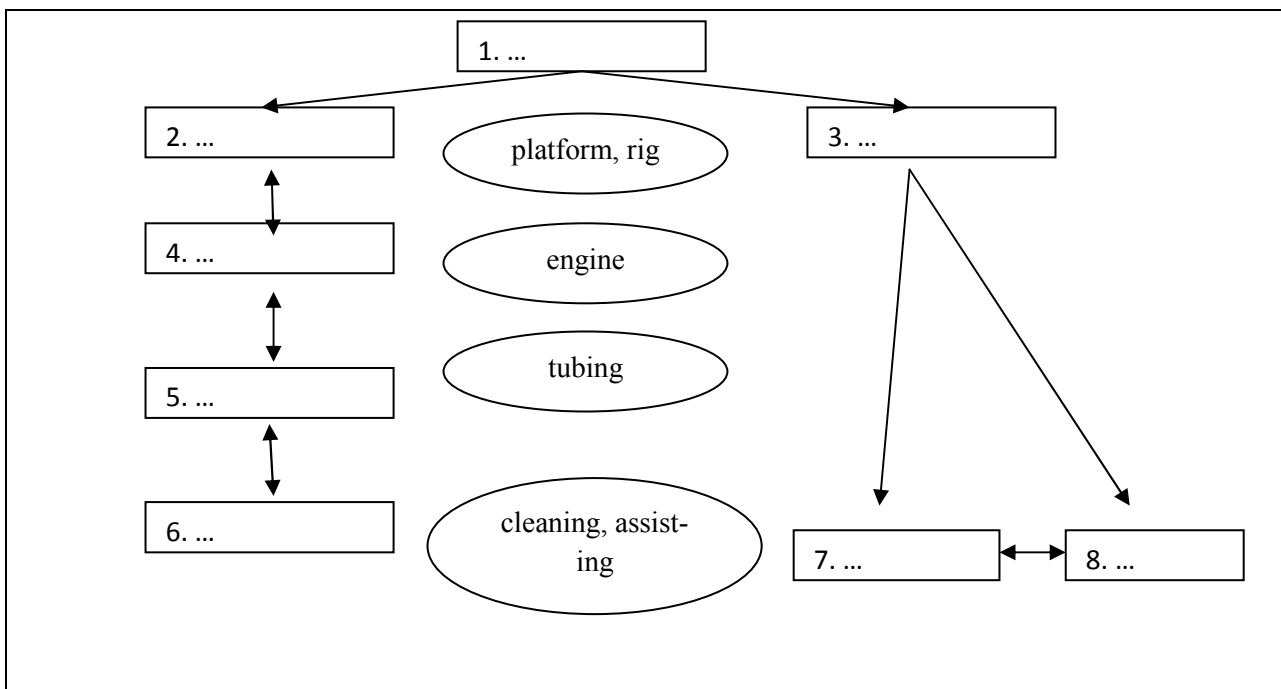 1. …
2. …
platform, rig
3. …
4. …
engine
5. …
tubing
6. …
cleaning, assist-
ing
7. …
8. …